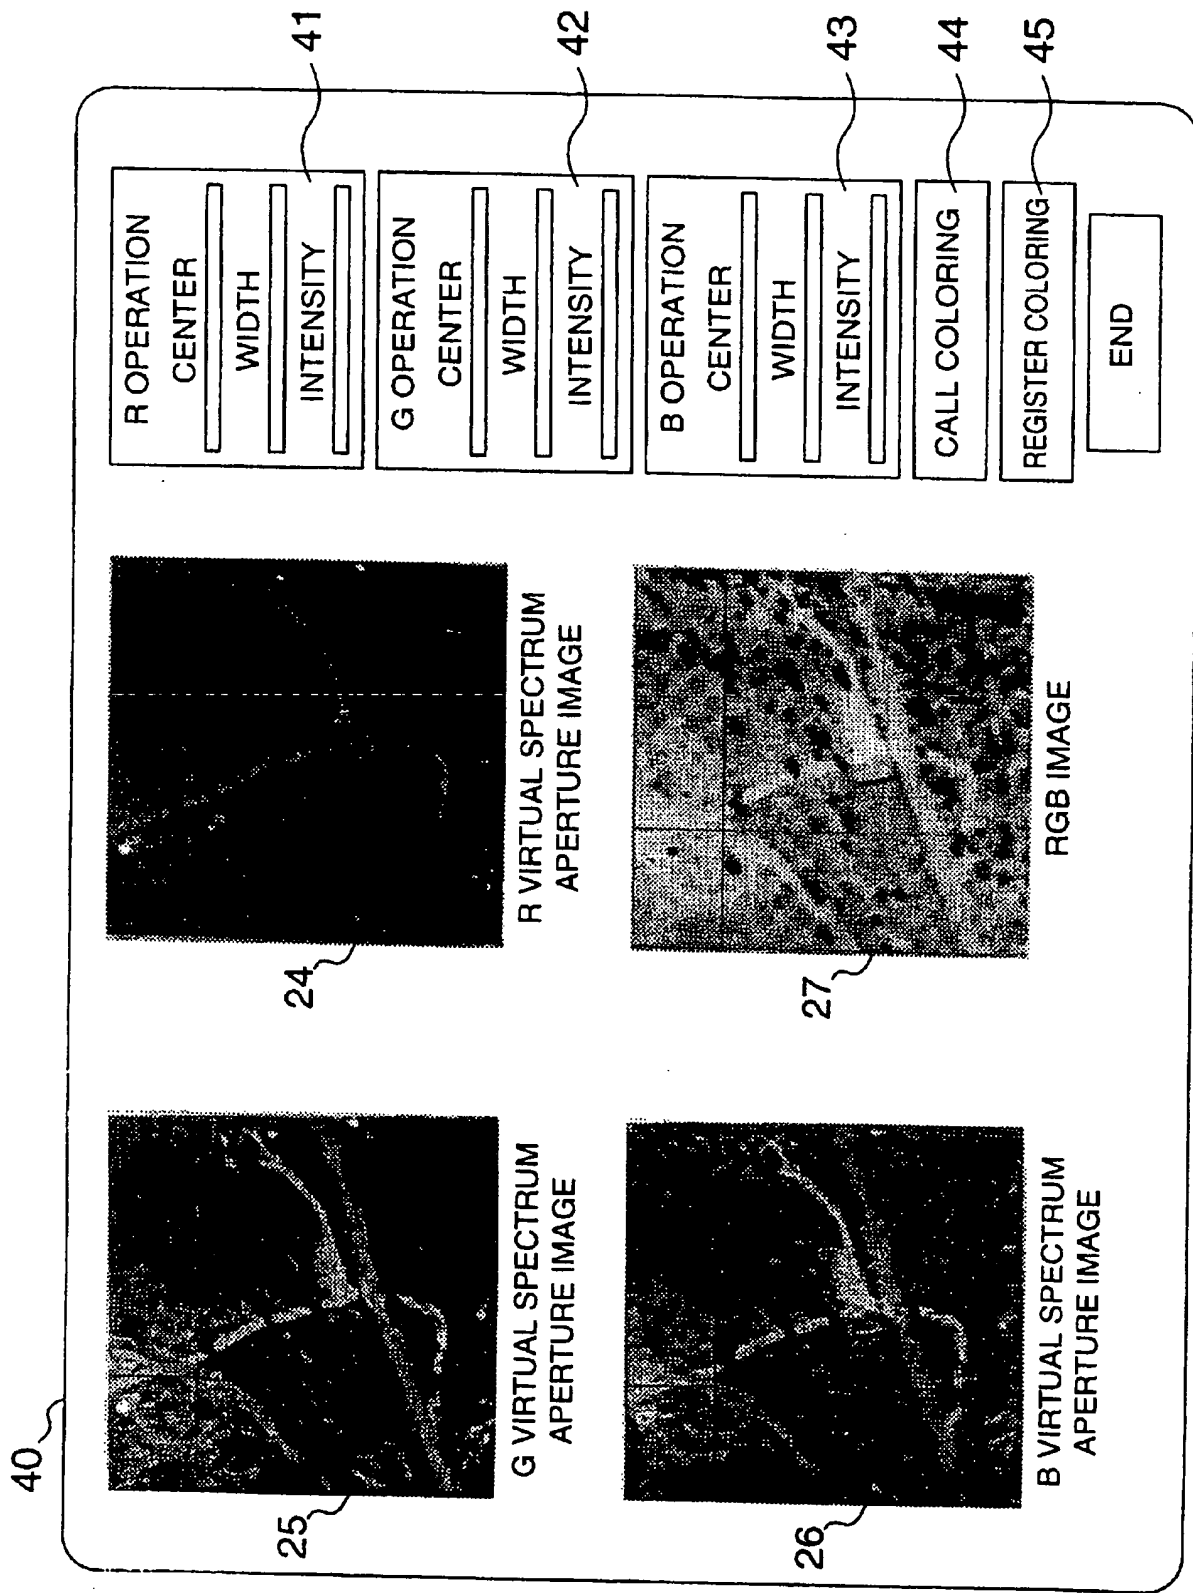 40
25
G VIRTUAL SPECTRUM
APERTURE IMAGE
24
R VIRTUAL SPECTRUM
APERTURE IMAGE
26
B VIRTUAL SPECTRUM
APERTURE IMAGE
27
RGB IMAGE
R OPERATION
CENTER
WIDTH
INTENSITY
41
G OPERATION
CENTER
WIDTH
INTENSITY
42
B OPERATION
CENTER
WIDTH
INTENSITY
43
CALL COLORING
44
REGISTER COLORING
45
END